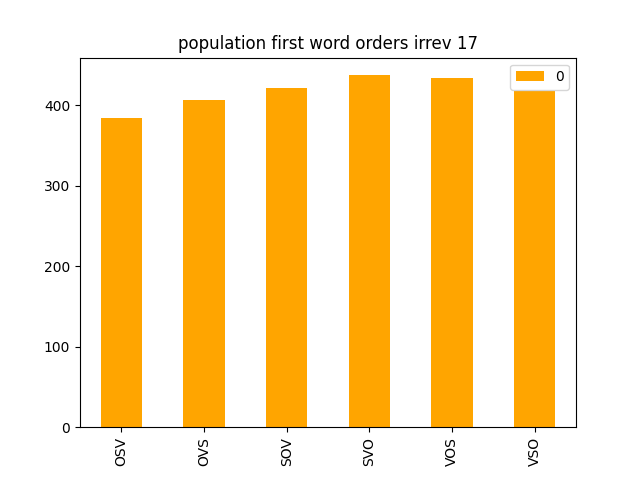 population first word orders irrev 17
0
400
300
200
100
0
OSV
OVS
SOV
SVO
VOS
VSO